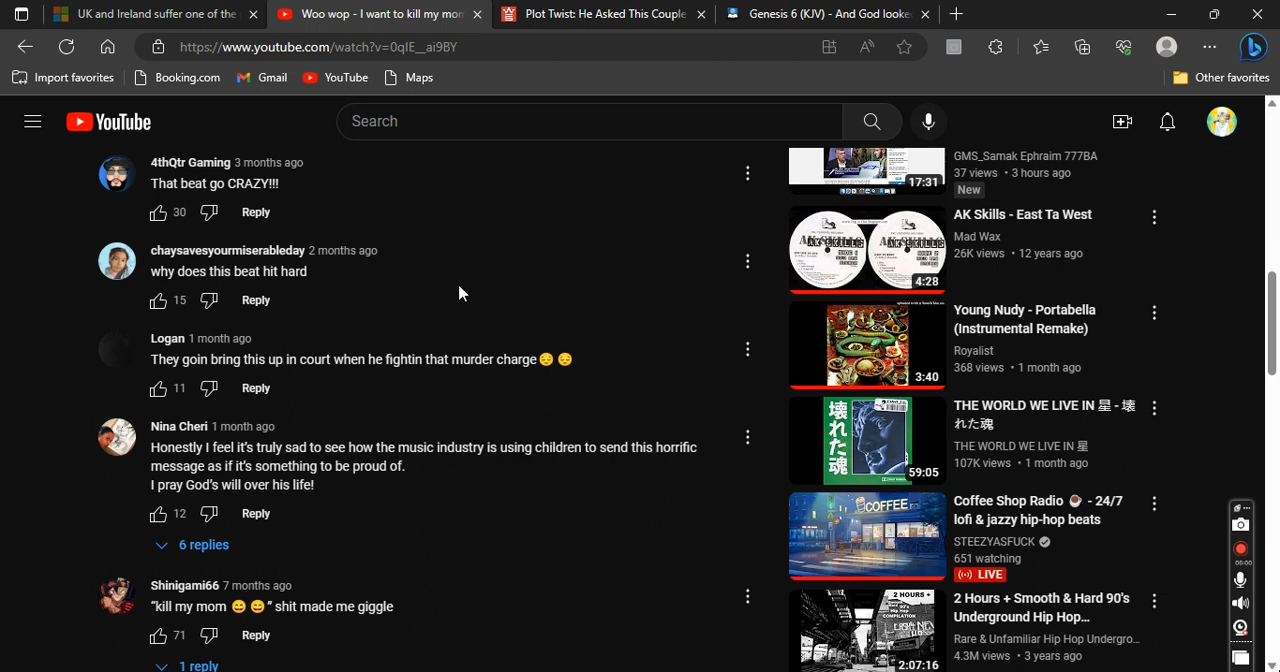 UK and Ireland suffer one of the
Woo wop - I want to kill my mom
Plot Twist: He Asked This Couple
Genesis 6 (KJV) - And God looke
https://www.youtube.com/watch?v=0qlE__ai9BY
Import favorites
Booking.com
Gmail
YouTube
Maps
Other favorites
YouTube
Search
4thQtr Gaming 3 months ago
That beat go CRAZY!!!
30
Reply
chaysavesyourmiserableday 2 months ago
why does this beat hit hard
15
Reply
Logan 1 month ago
They goin bring this up in court when he fightin that murder charge😔 😔
11
Reply
Nina Cheri 1 month ago
Honestly I feel it's truly sad to see how the music industry is using children to send this horrific
message as if it's something to be proud of.
I pray God's will over his life!
12
Reply
6 replies
Shinigami66 7 months ago
"kill my mom 😄 😄" shit made me giggle
71
Reply
1 reply
17:31
GMS_Samak Ephraim 777BA
37 views • 3 hours ago
New
4:28
AK Skills - East Ta West
Mad Wax
26K views • 12 years ago
3:40
Young Nudy - Portabella
(Instrumental Remake)
Royalist
368 views • 1 month ago
壊れた魂
59:05
THE WORLD WE LIVE IN 星 - 壊
れた魂
THE WORLD WE LIVE IN 星
107K views • 1 month ago
COFFEE
Coffee Shop Radio ☕ - 24/7
lofi & jazzy hip-hop beats
STEEZYASFUCK
651 watching
LIVE
2 HOURS +
2:07:16
2 Hours + Smooth & Hard 90's
Underground Hip Hop...
Rare & Unfamiliar Hip Hop Undergro...
4.3M views • 3 years ago
00:00